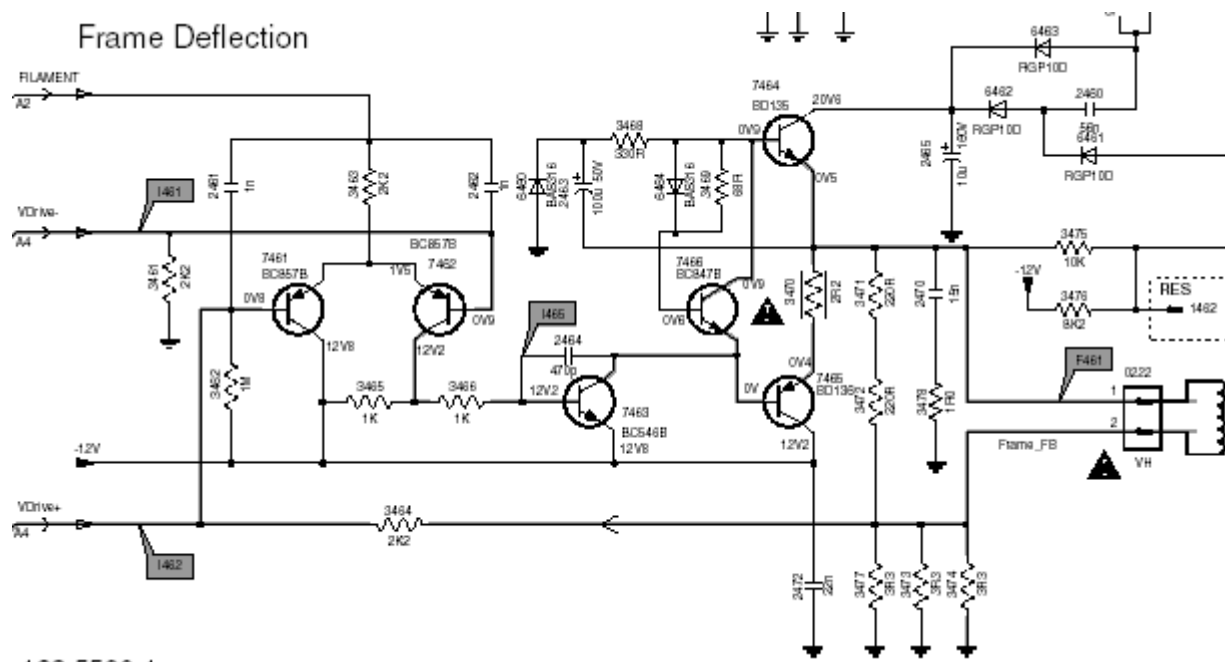 Frame Deflection
FILAMENT
A2
VDrive-
A4
I461
3461
2K2
2461
1n
3463
2K2
2462
1n
7461
BC857B
BC857B
7462
1V5
0V8
0V9
12V8
12V2
3462
1M
3465
1K
3466
1K
-12V
VDrive+
A4
I462
3464
2K2
I465
2464
470p
12V2
7463
BC546B
12V8
6460
BAS316
2463
100u 50V
3468
330R
6464
BAS316
3469
68R
7466
BC847B
0V9
0V6
7464
BD135
20V6
0V9
0V5
3470
2R2
0V4
0V
7465
BD136
12V2
2472
22n
3471
220R
3472
220R
2470
15n
3478
1R0
3477
3R3
3473
3R3
3474
3R3
6463
RGP10D
6462
RGP10D
2460
56n
6461
RGP10D
2465
10u
160V
3475
10K
-12V
3476
8K2
RES
1462
F461
0222
1
2
VH
Frame_FB